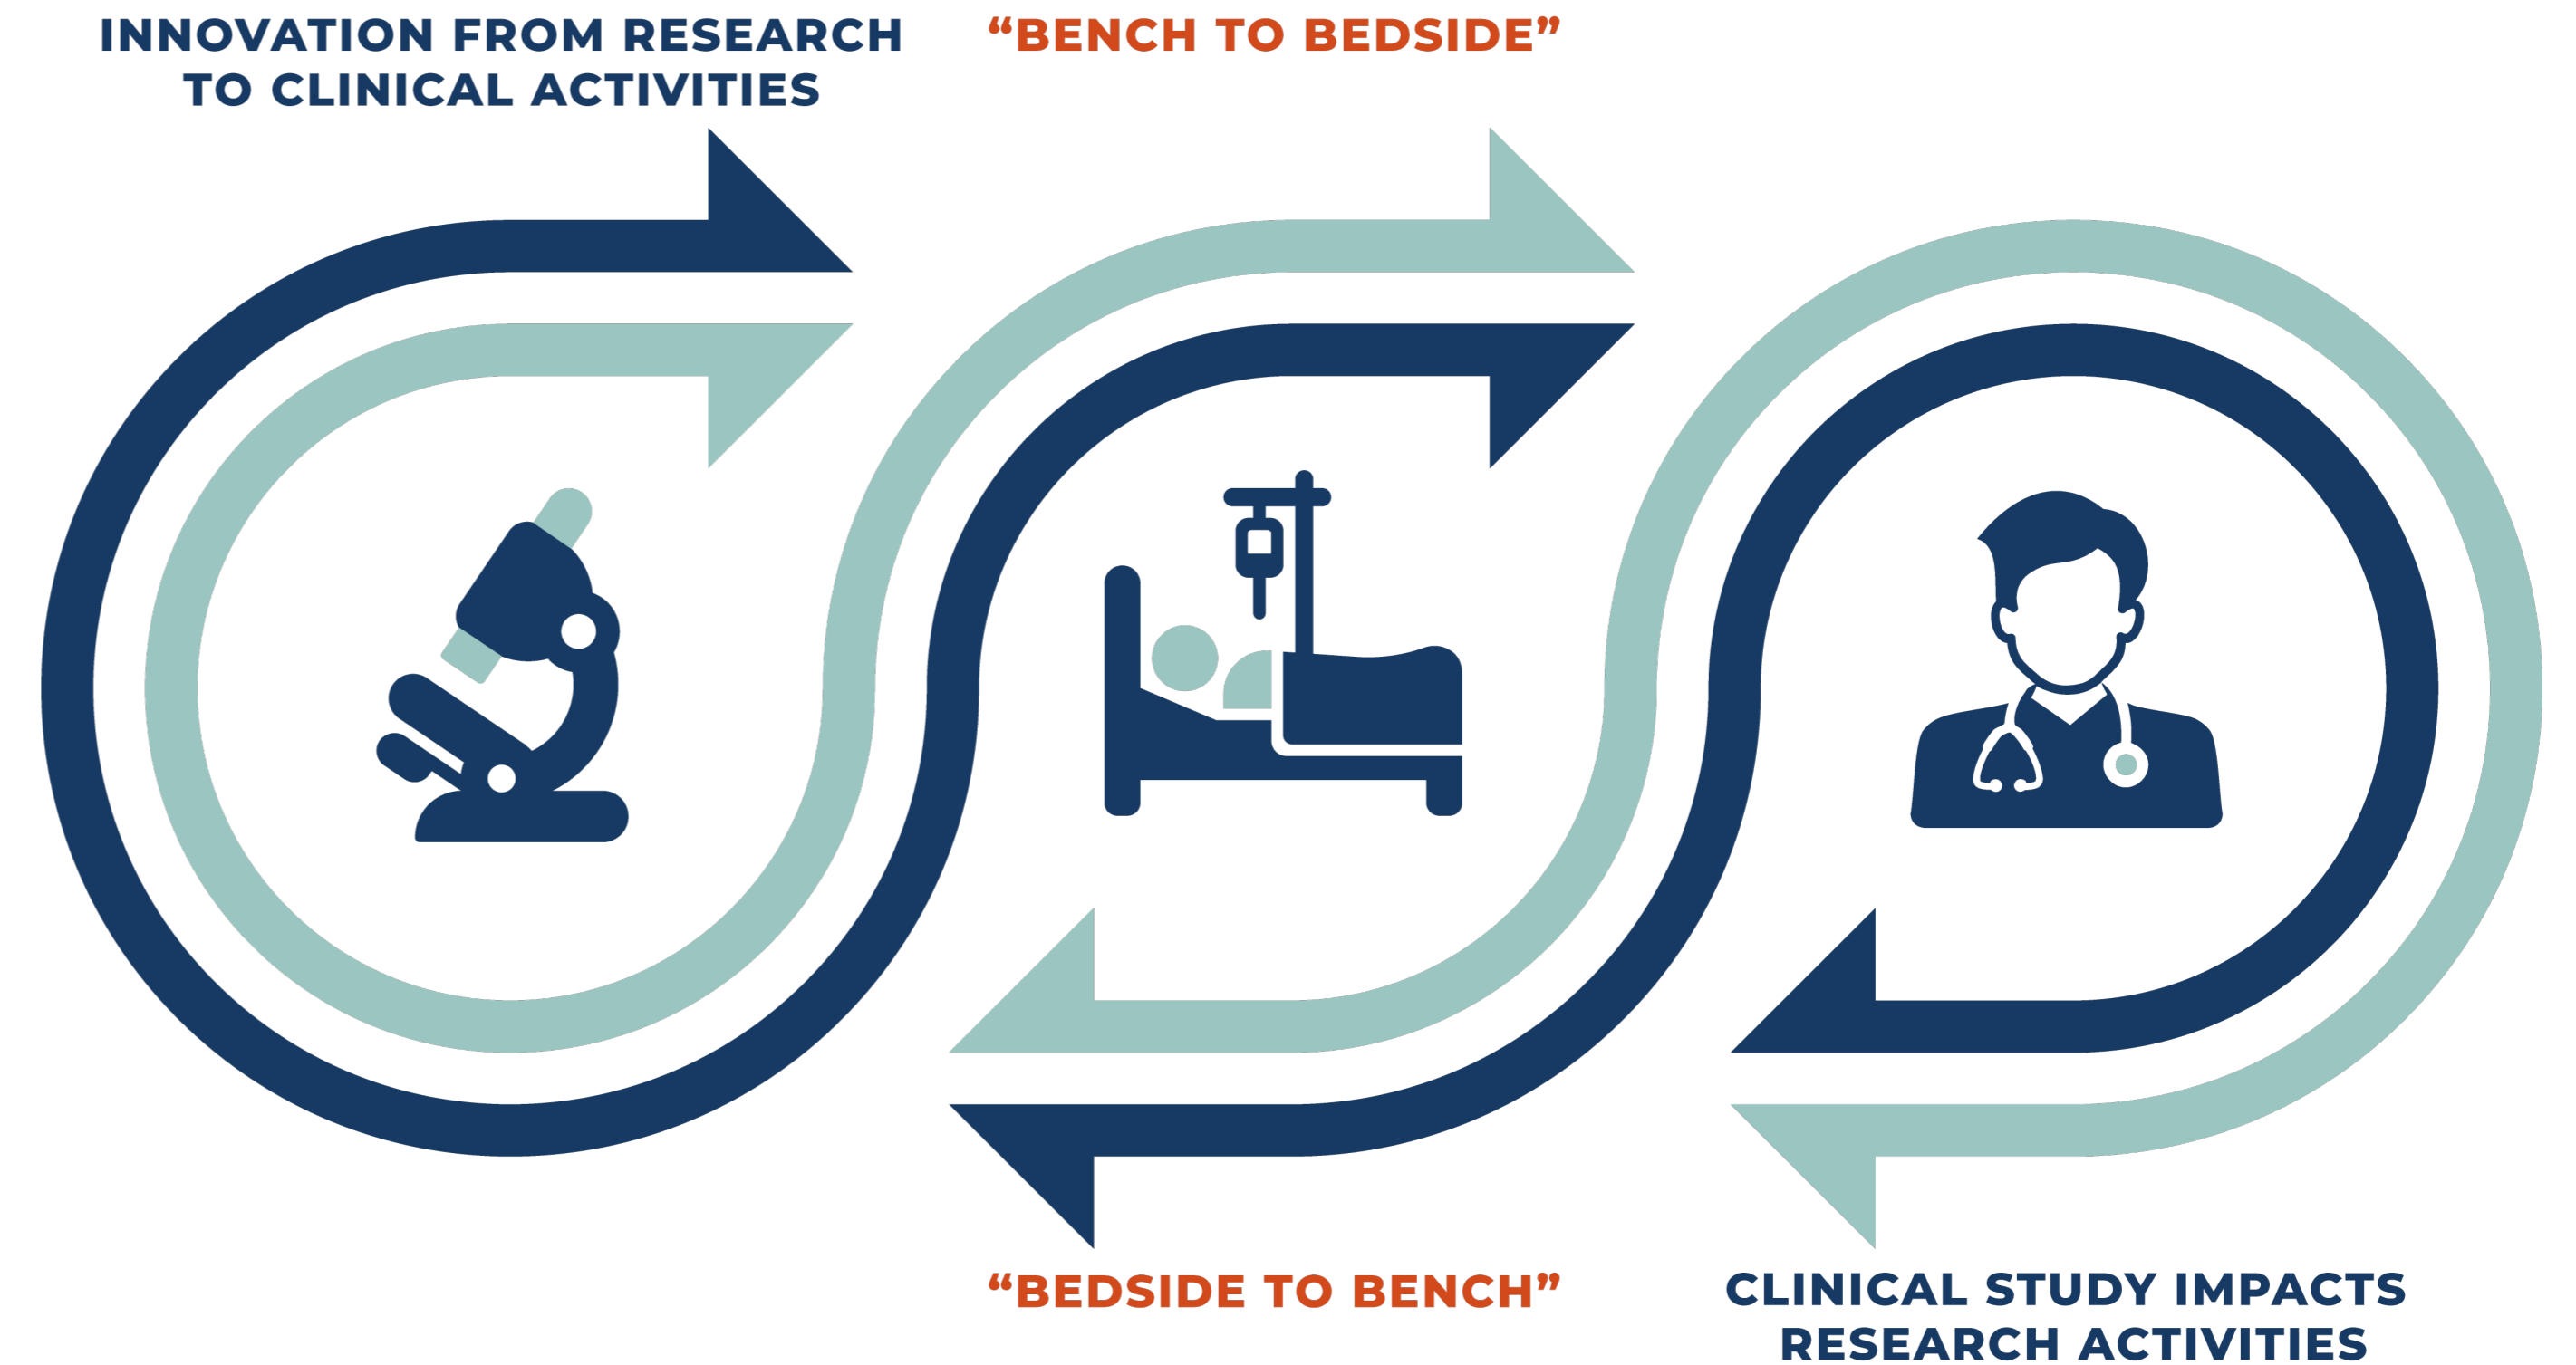 INNOVATION FROM RESEARCH
TO CLINICAL ACTIVITIES
“BENCH TO BEDSIDE”
“BEDSIDE TO BENCH”
CLINICAL STUDY IMPACTS
RESEARCH ACTIVITIES